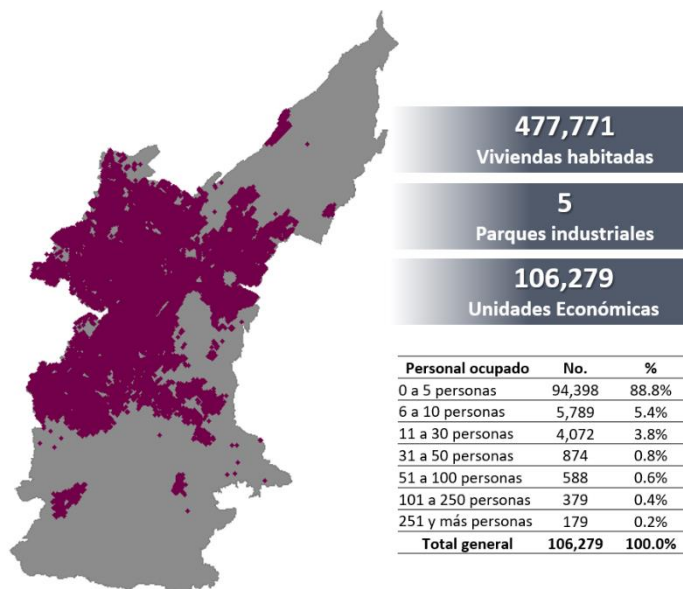 477,771
Viviendas habitadas
5
Parques industriales
106,279
Unidades Económicas
Personal ocupado No. %
0 a 5 personas 94,398 88.8%
6 a 10 personas 5,789 5.4%
11 a 30 personas 4,072 3.8%
31 a 50 personas 874 0.8%
51 a 100 personas 588 0.6%
101 a 250 personas 379 0.4%
251 y más personas 179 0.2%
Total general 106,279 100.0%